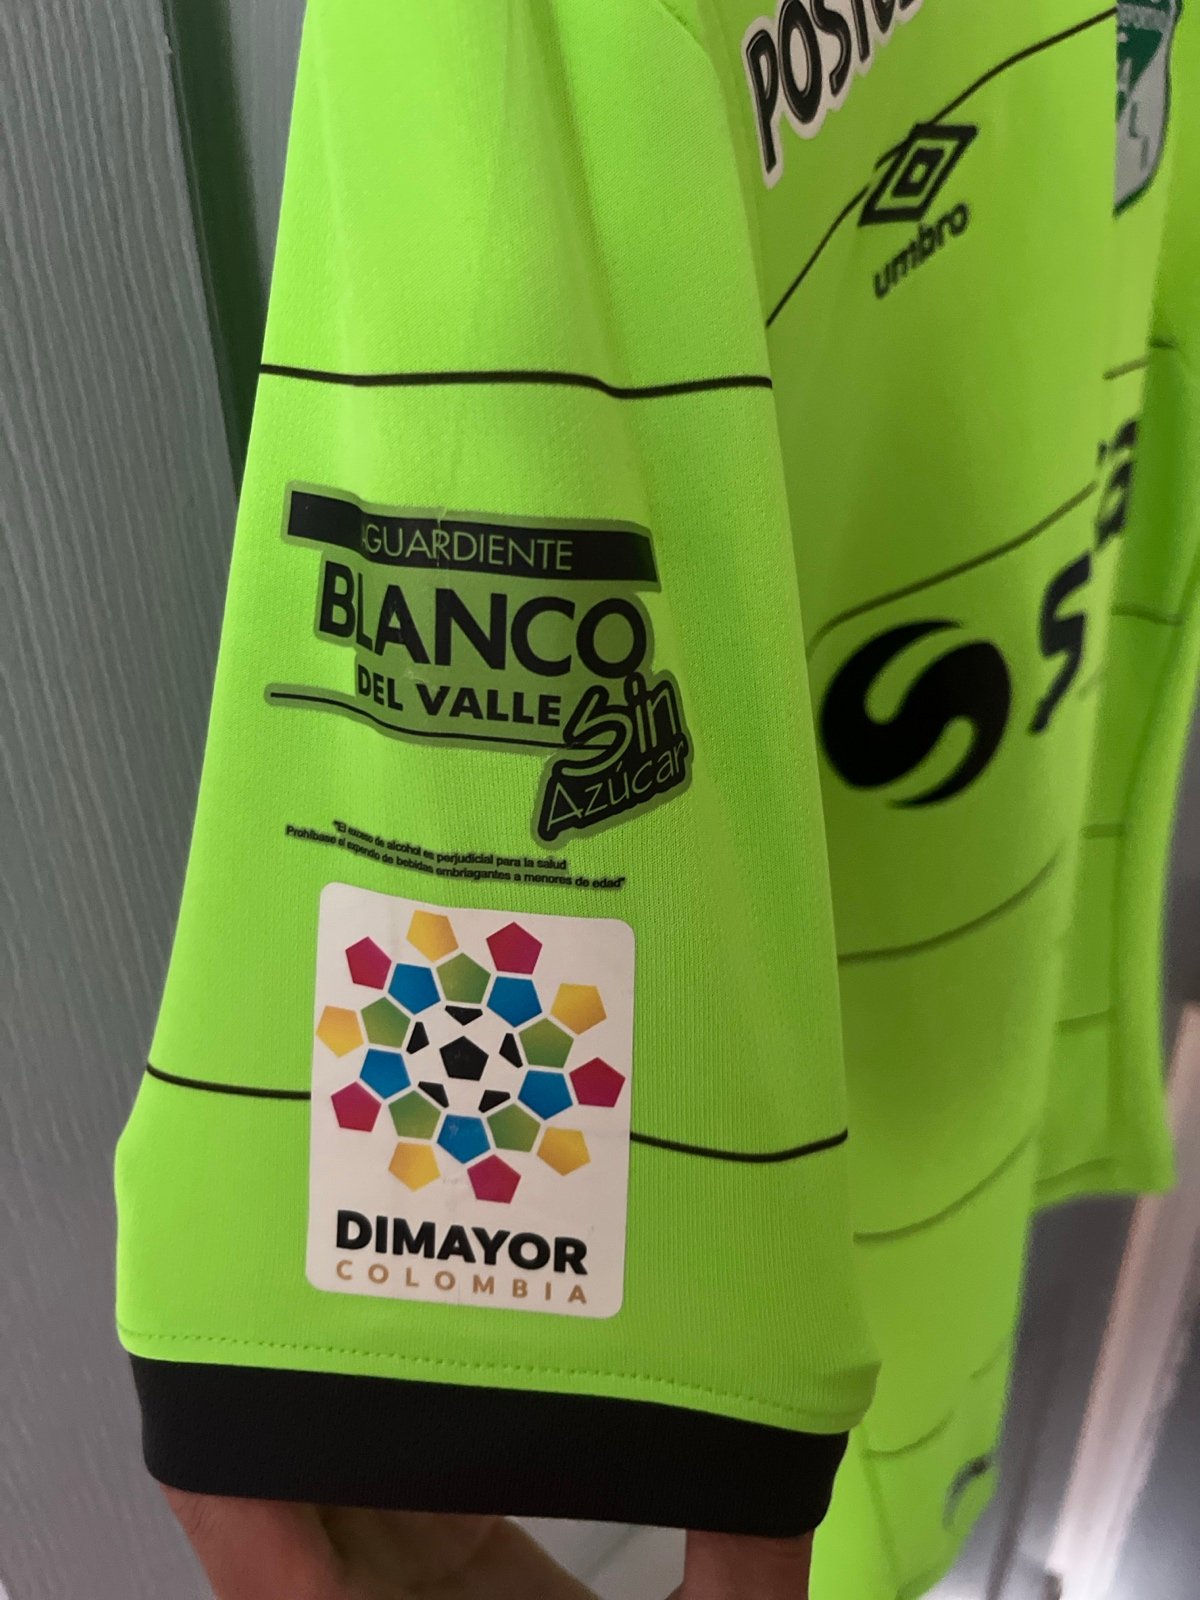 umbro
AGUARDIENTE
BLANCO
DEL VALLE
Sin
Azúcar
"El exceso de alcohol es perjudicial para la salud
Prohíbase el expendio de bebidas embriagantes a menores de edad"
DIMAYOR
COLOMBIA